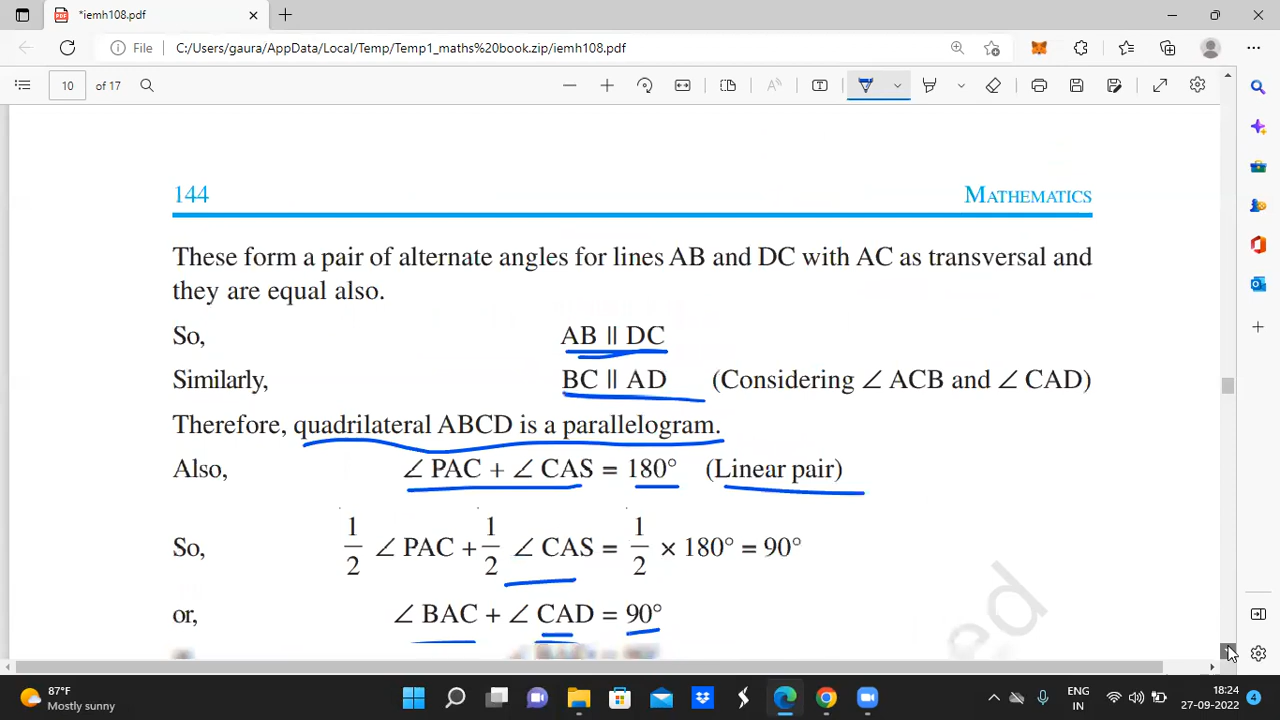 *iemh108.pdf
File C:/Users/gaura/AppData/Local/Temp/Temp1_maths%20book.zip/iemh108.pdf
10 of 17
144 MATHEMATICS
These form a pair of alternate angles for lines AB and DC with AC as transversal and
they are equal also.
So, AB || DC
Similarly, BC || AD (Considering ∠ ACB and ∠ CAD)
Therefore, quadrilateral ABCD is a parallelogram.
Also, ∠ PAC + ∠ CAS = 180° (Linear pair)
So, 1/2 ∠ PAC + 1/2 ∠ CAS = 1/2 × 180° = 90°
or, ∠ BAC + ∠ CAD = 90°
ed
87°F
Mostly sunny
ENG
IN
18:24
27-09-2022
4